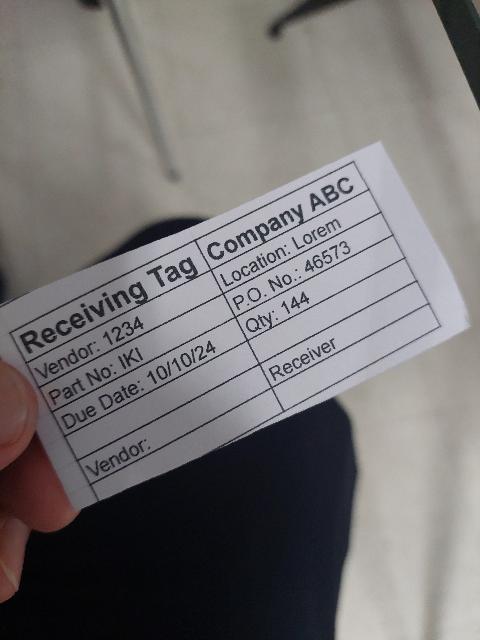 Receiving Tag Company ABC
Vendor: 1234 Location: Lorem
Part No: IKI P.O. No.: 46573
Due Date: 10/10/24 Qty: 144
Vendor: Receiver